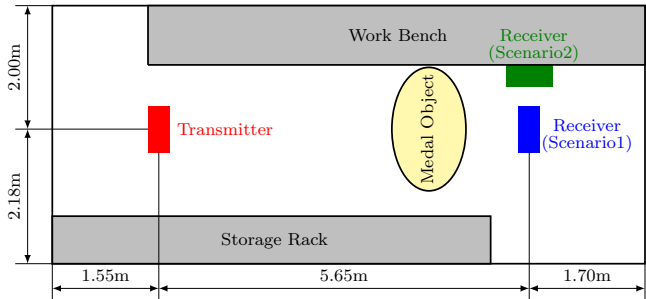 Work Bench
Receiver
(Scenario2)
2.00m
Medal Object
Transmitter
Receiver
(Scenario1)
2.18m
Storage Rack
1.55m
5.65m
1.70m